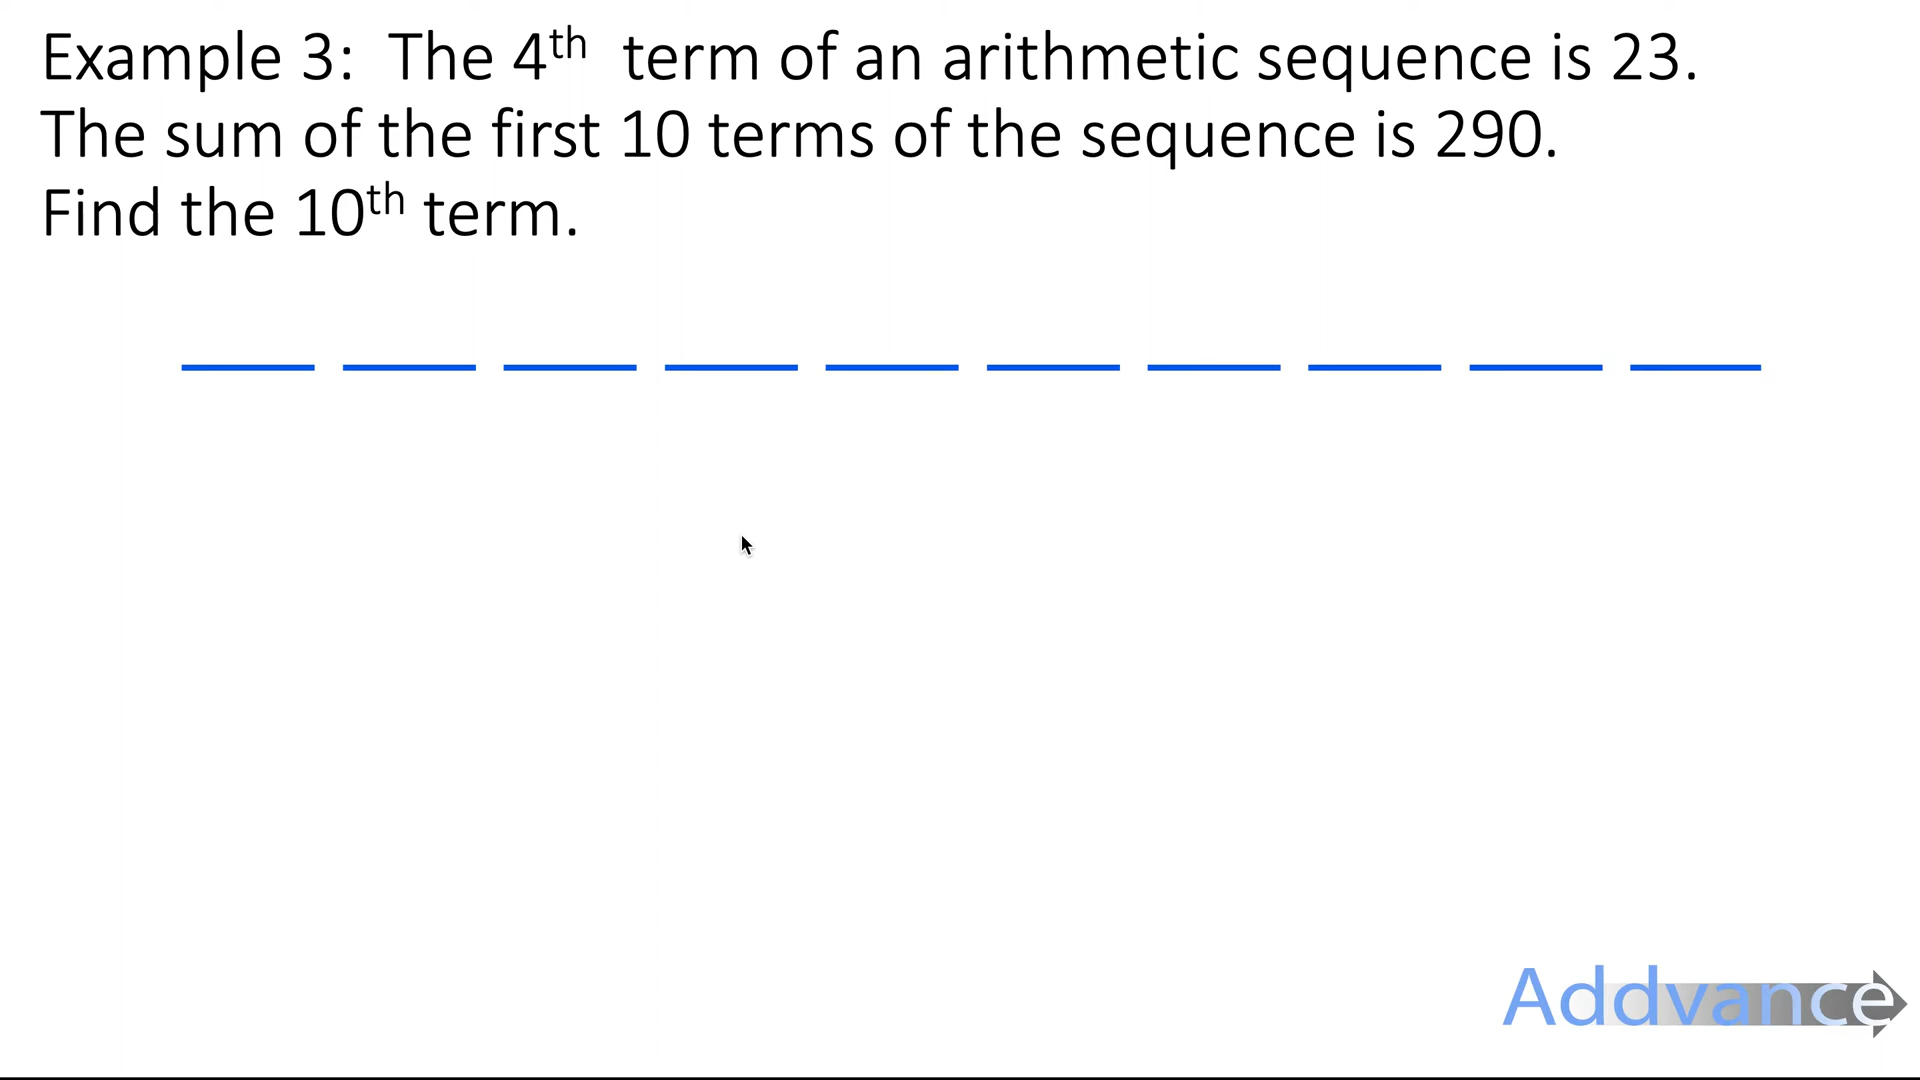 Example 3:  The 4th  term of an arithmetic sequence is 23.
The sum of the first 10 terms of the sequence is 290.
Find the 10th term.
Addvance